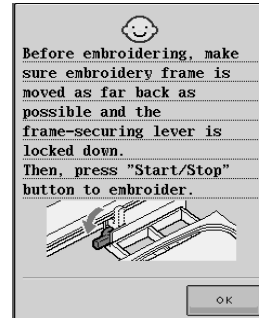 Before embroidering, make
sure embroidery frame is
moved as far back as
possible and the
frame-securing lever is
locked down.
Then, press "Start/Stop"
button to embroider.
OK